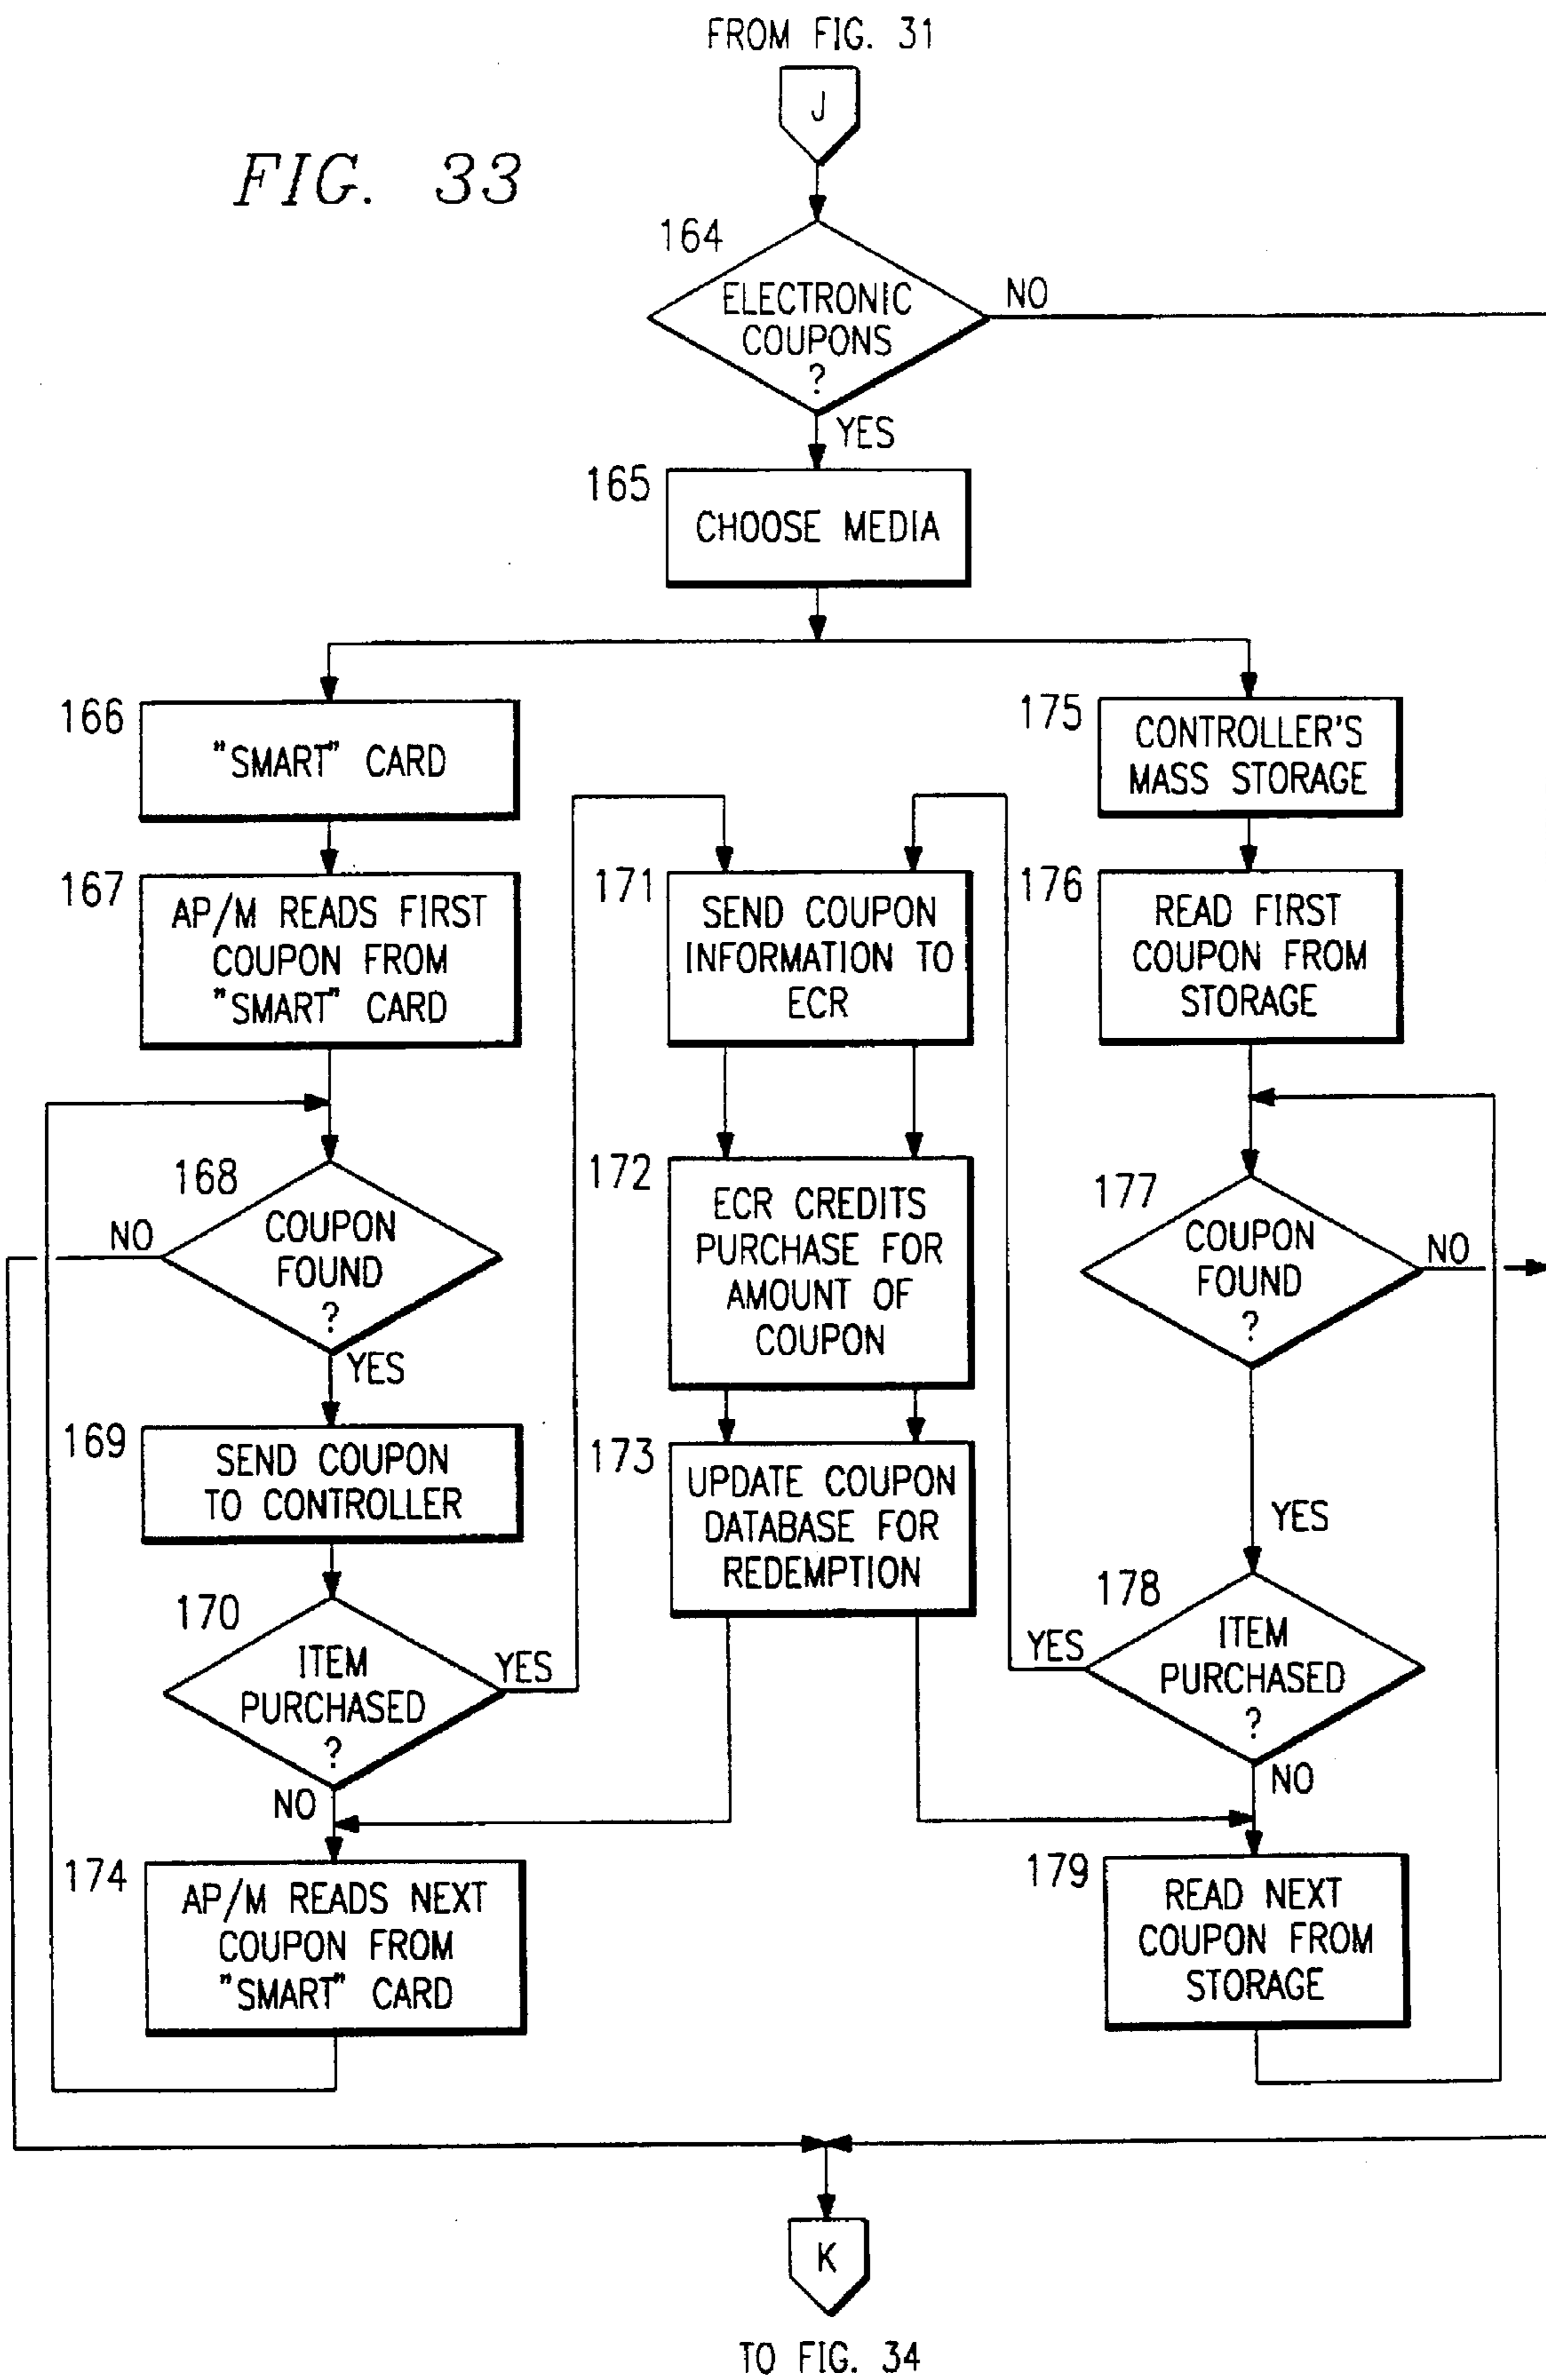 FROM FIG. 31
J
FIG. 33
164
ELECTRONIC
COUPONS
?
NO
YES
165
CHOOSE MEDIA
166
"SMART" CARD
167
AP/M READS FIRST
COUPON FROM
"SMART" CARD
168
COUPON
FOUND
?
NO
YES
169
SEND COUPON
TO CONTROLLER
170
ITEM
PURCHASED
?
YES
NO
174
AP/M READS NEXT
COUPON FROM
"SMART" CARD
171
SEND COUPON
INFORMATION TO
ECR
172
ECR CREDITS
PURCHASE FOR
AMOUNT OF
COUPON
173
UPDATE COUPON
DATABASE FOR
REDEMPTION
175
CONTROLLER'S
MASS STORAGE
176
READ FIRST
COUPON FROM
STORAGE
177
COUPON
FOUND
?
NO
YES
178
ITEM
PURCHASED
?
YES
NO
179
READ NEXT
COUPON FROM
STORAGE
K
TO FIG. 34